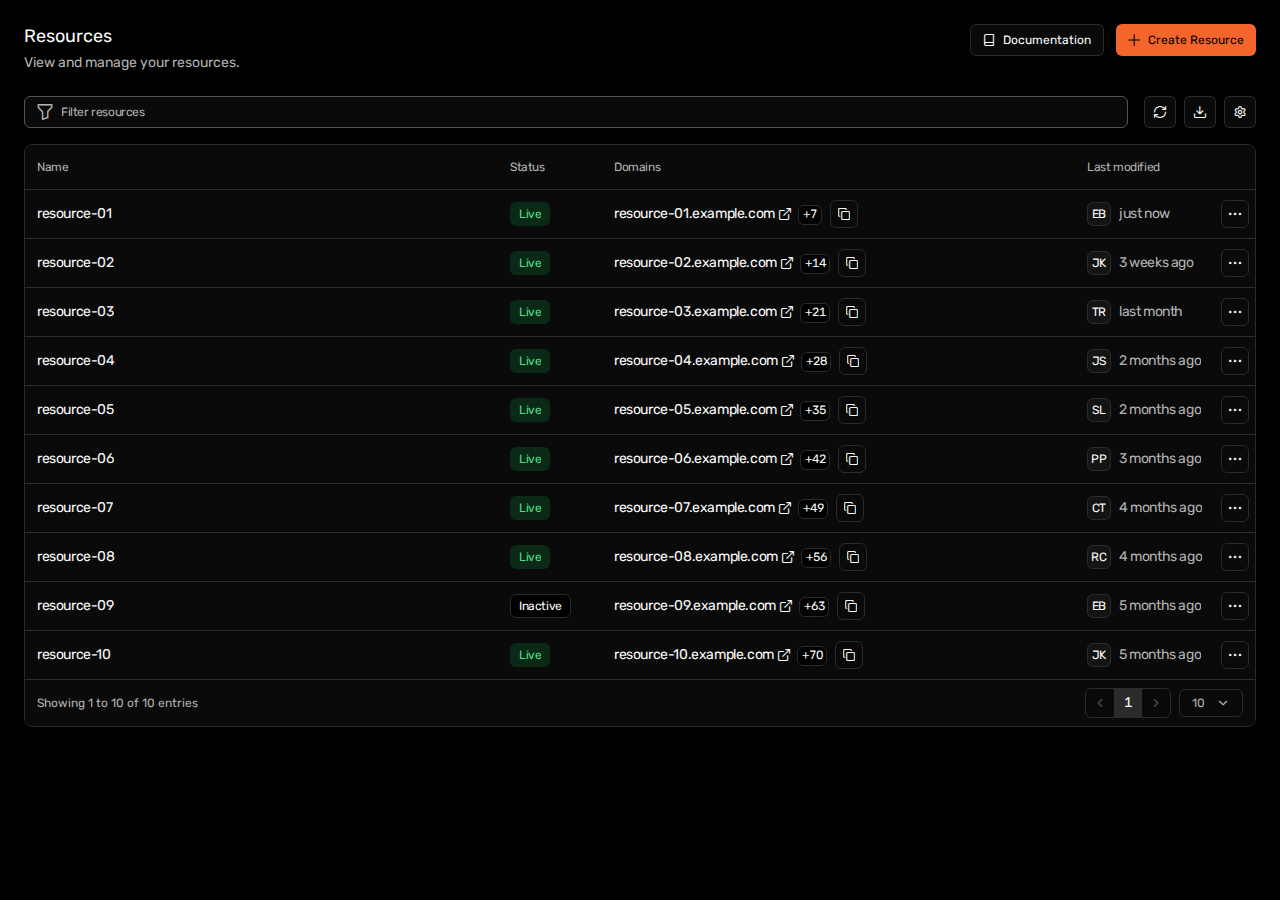 Resources
View and manage your resources.
Documentation
Create Resource
Filter resources
Name Status Domains Last modified
resource-01 Live resource-01.example.com +7 EB just now
resource-02 Live resource-02.example.com +14 JK 3 weeks ago
resource-03 Live resource-03.example.com +21 TR last month
resource-04 Live resource-04.example.com +28 JS 2 months ago
resource-05 Live resource-05.example.com +35 SL 2 months ago
resource-06 Live resource-06.example.com +42 PP 3 months ago
resource-07 Live resource-07.example.com +49 CT 4 months ago
resource-08 Live resource-08.example.com +56 RC 4 months ago
resource-09 Inactive resource-09.example.com +63 EB 5 months ago
resource-10 Live resource-10.example.com +70 JK 5 months ago
Showing 1 to 10 of 10 entries 1 10